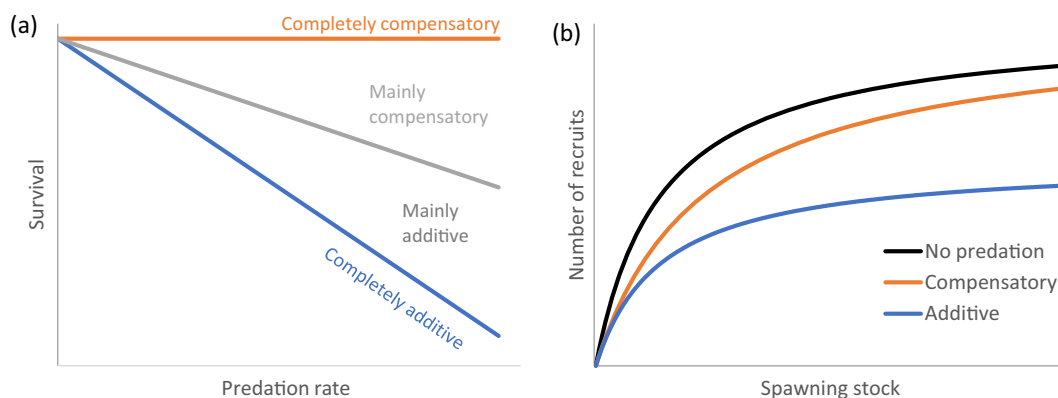 (a)
Completely compensatory
Mainly
compensatory
Mainly
additive
Completely additive
Survival
Predation rate
(b)
Number of recruits
No predation
Compensatory
Additive
Spawning stock